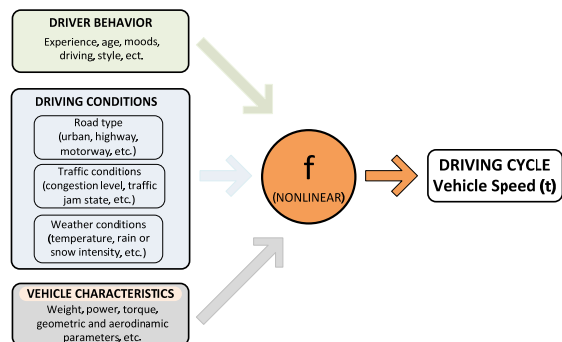 DRIVER BEHAVIOR
Experience, age, moods,
driving, style, ect.
DRIVING CONDITIONS
Road type
(urban, highway,
motorway, etc.)
Traffic conditions
(congestion level, traffic
jam state, etc.)
Weather conditions
(temperature, rain or
snow intensity, etc.)
VEHICLE CHARACTERISTICS
Weight, power, torque,
geometric and aerodinamic
parameters, etc.
f
(NONLINEAR)
DRIVING CYCLE
Vehicle Speed (t)